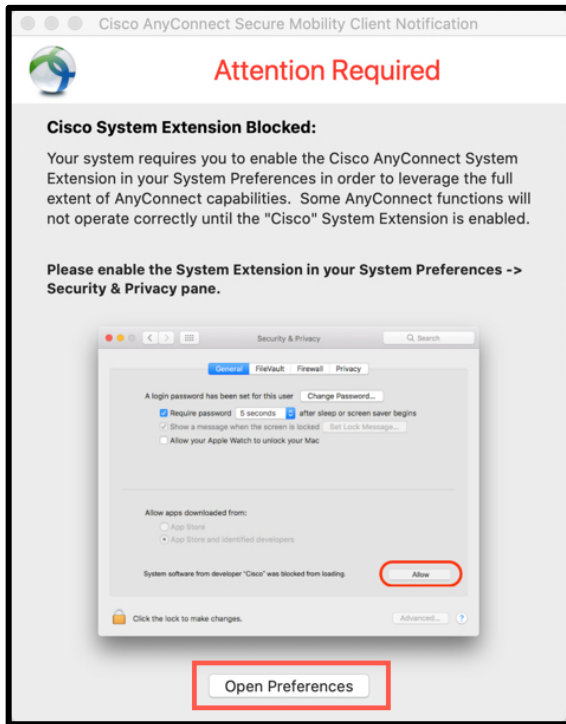 Cisco AnyConnect Secure Mobility Client Notification
Attention Required
Cisco System Extension Blocked:
Your system requires you to enable the Cisco AnyConnect System
Extension in your System Preferences in order to leverage the full
extent of AnyConnect capabilities.  Some AnyConnect functions will
not operate correctly until the "Cisco" System Extension is enabled.
Please enable the System Extension in your System Preferences ->
Security & Privacy pane.
Security & Privacy
Search
General FileVault Firewall Privacy
A login password has been set for this user Change Password...
Require password 5 seconds after sleep or screen saver begins
Show a message when the screen is locked Set Lock Message...
Allow your Apple Watch to unlock your Mac
Allow apps downloaded from:
App Store
App Store and identified developers
System software from developer "Cisco" was blocked from loading. Allow
Click the lock to make changes. Advanced... ?
Open Preferences